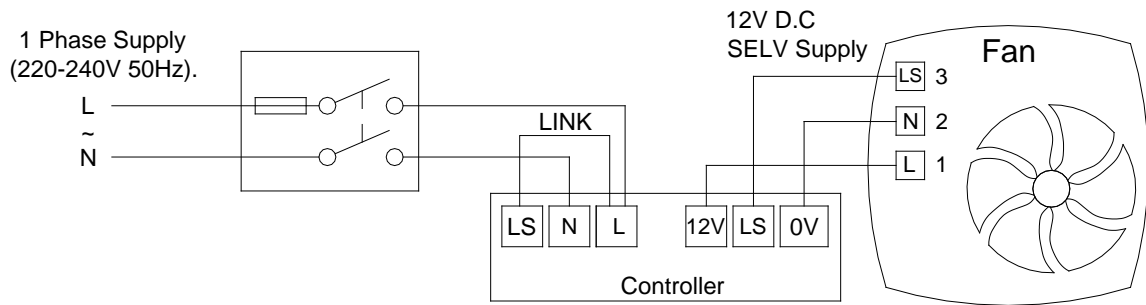 1 Phase Supply
(220-240V 50Hz).
L
~
N
LINK
12V D.C
SELV Supply
Fan
LS 3
N 2
L 1
LS N L 12V LS 0V
Controller